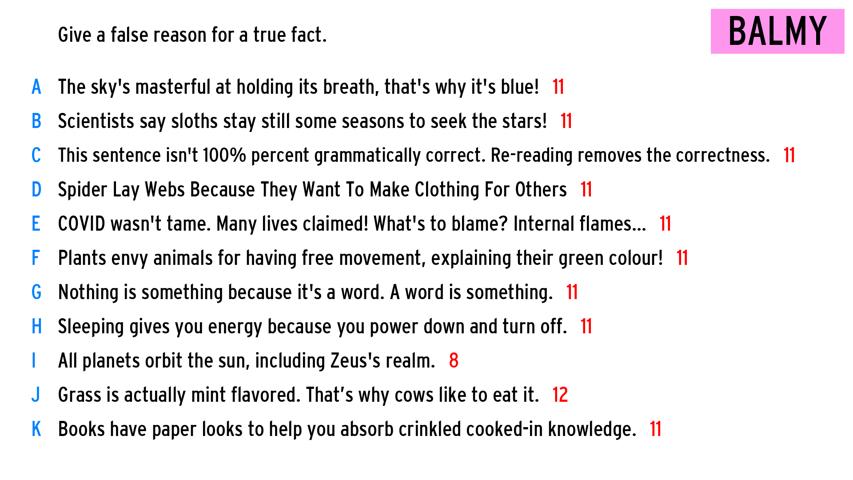 Give a false reason for a true fact.
BALMY
A The sky's masterful at holding its breath, that's why it's blue! 11
B Scientists say sloths stay still some seasons to seek the stars! 11
C This sentence isn't 100% percent grammatically correct. Re-reading removes the correctness. 11
D Spider Lay Webs Because They Want To Make Clothing For Others 11
E COVID wasn't tame. Many lives claimed! What's to blame? Internal flames... 11
F Plants envy animals for having free movement, explaining their green colour! 11
G Nothing is something because it's a word. A word is something. 11
H Sleeping gives you energy because you power down and turn off. 11
I All planets orbit the sun, including Zeus's realm. 8
J Grass is actually mint flavored. That’s why cows like to eat it. 12
K Books have paper looks to help you absorb crinkled cooked-in knowledge. 11